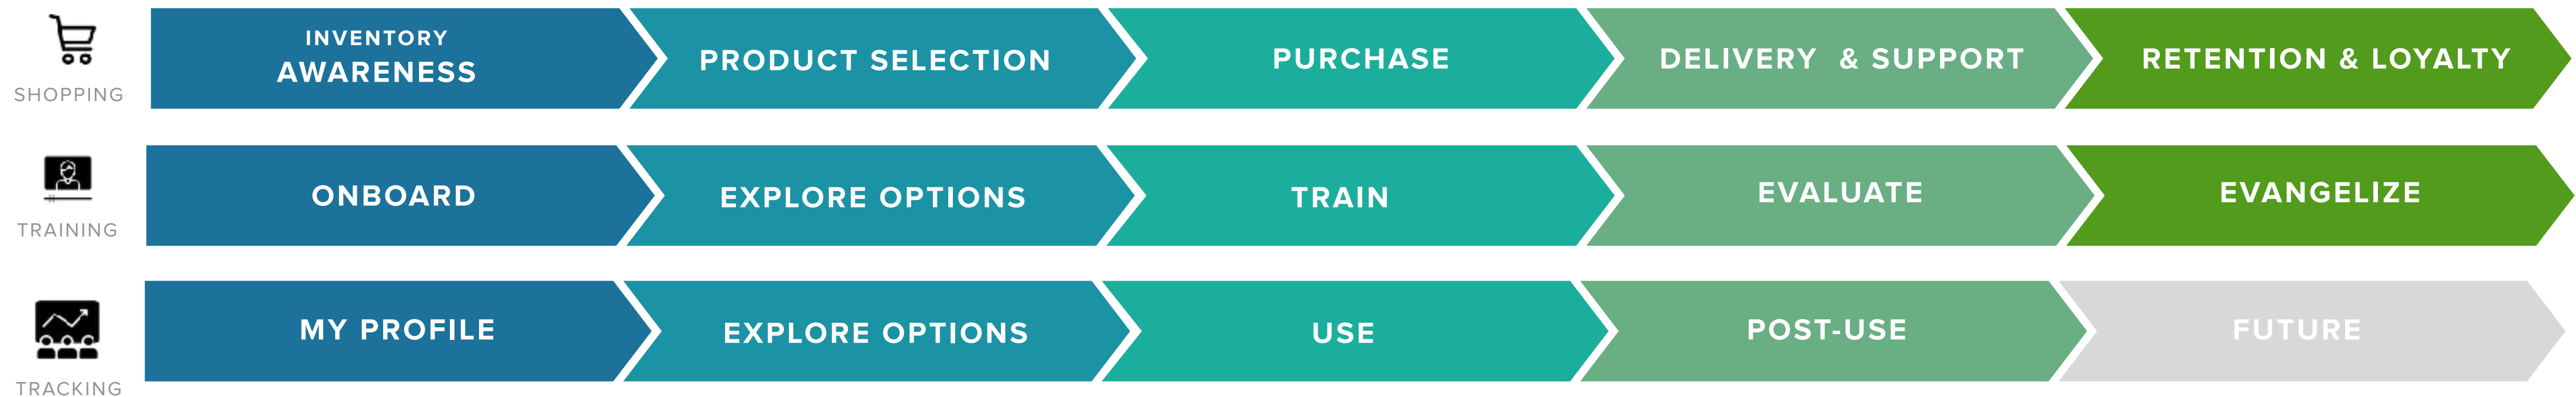 INVENTORY
AWARENESS
PRODUCT SELECTION
PURCHASE
DELIVERY & SUPPORT
RETENTION & LOYALTY
SHOPPING
ONBOARD
EXPLORE OPTIONS
TRAIN
EVALUATE
EVANGELIZE
TRAINING
MY PROFILE
EXPLORE OPTIONS
USE
POST-USE
FUTURE
TRACKING